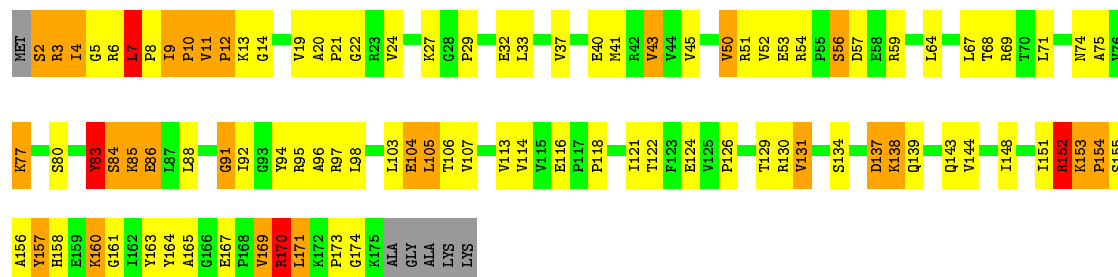 MET S2 R3 I4 G5 R6 L7 P8 I9 P10 V11 P12 K13 G14 V19 A20 P21 G22 R23 V24 K27 G28 P29 E32 L33 V37 E40 M41 R42 V43 V44 V45 V50 R51 V52 E53 R54 P55 S56 D57 E58 R59 L64 L67 T68 R69 T70 L71 N74 A75 V76
K77 S80 Y83 S84 K85 E86 L87 L88 G91 I92 G93 Y94 R95 A96 R97 L98 L103 E104 L105 T106 V107 V113 V114 V115 E116 P117 P118 I121 T122 F123 E124 V125 P126 T129 R130 V131 S134 D137 K138 Q139 Q143 V144 I148 I151 R152 K153 P154 S155
A156 Y157 H158 E159 K160 G161 I162 Y163 Y164 A165 G166 E167 P168 V169 R170 L171 K172 P173 G174 K175 ALA GLY ALA LYS LYS